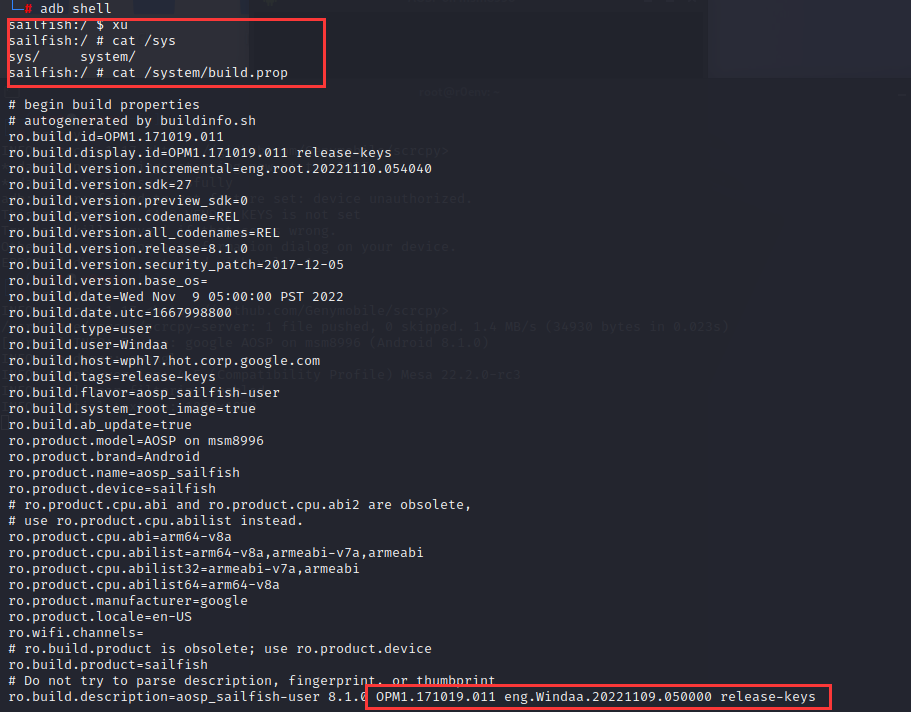 └─# adb shell
sailfish:/ $ xu
sailfish:/ # cat /sys
sys/     system/
sailfish:/ # cat /system/build.prop
# begin build properties
# autogenerated by buildinfo.sh
ro.build.id=OPM1.171019.011
ro.build.display.id=OPM1.171019.011 release-keys
ro.build.version.incremental=eng.root.20221110.054040
ro.build.version.sdk=27
ro.build.version.preview_sdk=0
ro.build.version.codename=REL
ro.build.version.all_codenames=REL
ro.build.version.release=8.1.0
ro.build.version.security_patch=2017-12-05
ro.build.version.base_os=
ro.build.date=Wed Nov  9 05:00:00 PST 2022
ro.build.date.utc=1667998800
ro.build.type=user
ro.build.user=Windaa
ro.build.host=wphl7.hot.corp.google.com
ro.build.tags=release-keys
ro.build.flavor=aosp_sailfish-user
ro.build.system_root_image=true
ro.build.ab_update=true
ro.product.model=AOSP on msm8996
ro.product.brand=Android
ro.product.name=aosp_sailfish
ro.product.device=sailfish
# ro.product.cpu.abi and ro.product.cpu.abi2 are obsolete,
# use ro.product.cpu.abilist instead.
ro.product.cpu.abi=arm64-v8a
ro.product.cpu.abilist=arm64-v8a,armeabi-v7a,armeabi
ro.product.cpu.abilist32=armeabi-v7a,armeabi
ro.product.cpu.abilist64=arm64-v8a
ro.product.manufacturer=google
ro.product.locale=en-US
ro.wifi.channels=
# ro.build.product is obsolete; use ro.product.device
ro.build.product=sailfish
# Do not try to parse description, fingerprint, or thumbprint
ro.build.description=aosp_sailfish-user 8.1.0 OPM1.171019.011 eng.Windaa.20221109.050000 release-keys